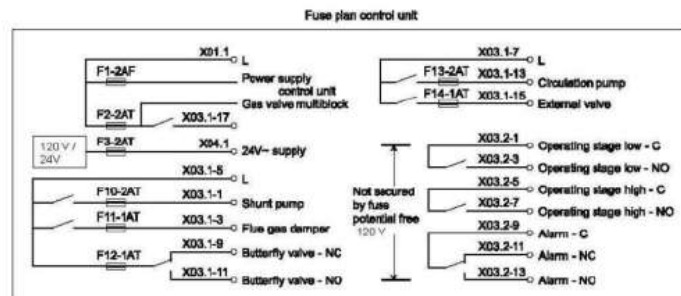 Fuse plan control unit
X01.1
L
F1-2AF
Power supply
control unit
Gas valve multiblock
F2-2AT
X03.1-17
120 V /
24V
F3-2AT
X04.1
24V~ supply
X03.1-5
L
F10-2AT
X03.1-1
Shunt pump
F11-1AT
X03.1-3
Flue gas damper
X03.1-9
F12-1AT
Butterfly valve - NC
X03.1-11
Butterfly valve - NO
X03.1-7
L
F13-2AT
X03.1-13
Circulation pump
F14-1AT
X03.1-15
External valve
Not secured
by fuse
potential free
120 V
X03.2-1
Operating stage low - C
X03.2-3
Operating stage low - NO
X03.2-5
Operating stage high - C
X03.2-7
Operating stage high - NO
X03.2-9
Alarm - C
X03.2-11
Alarm - NC
X03.2-13
Alarm - NO